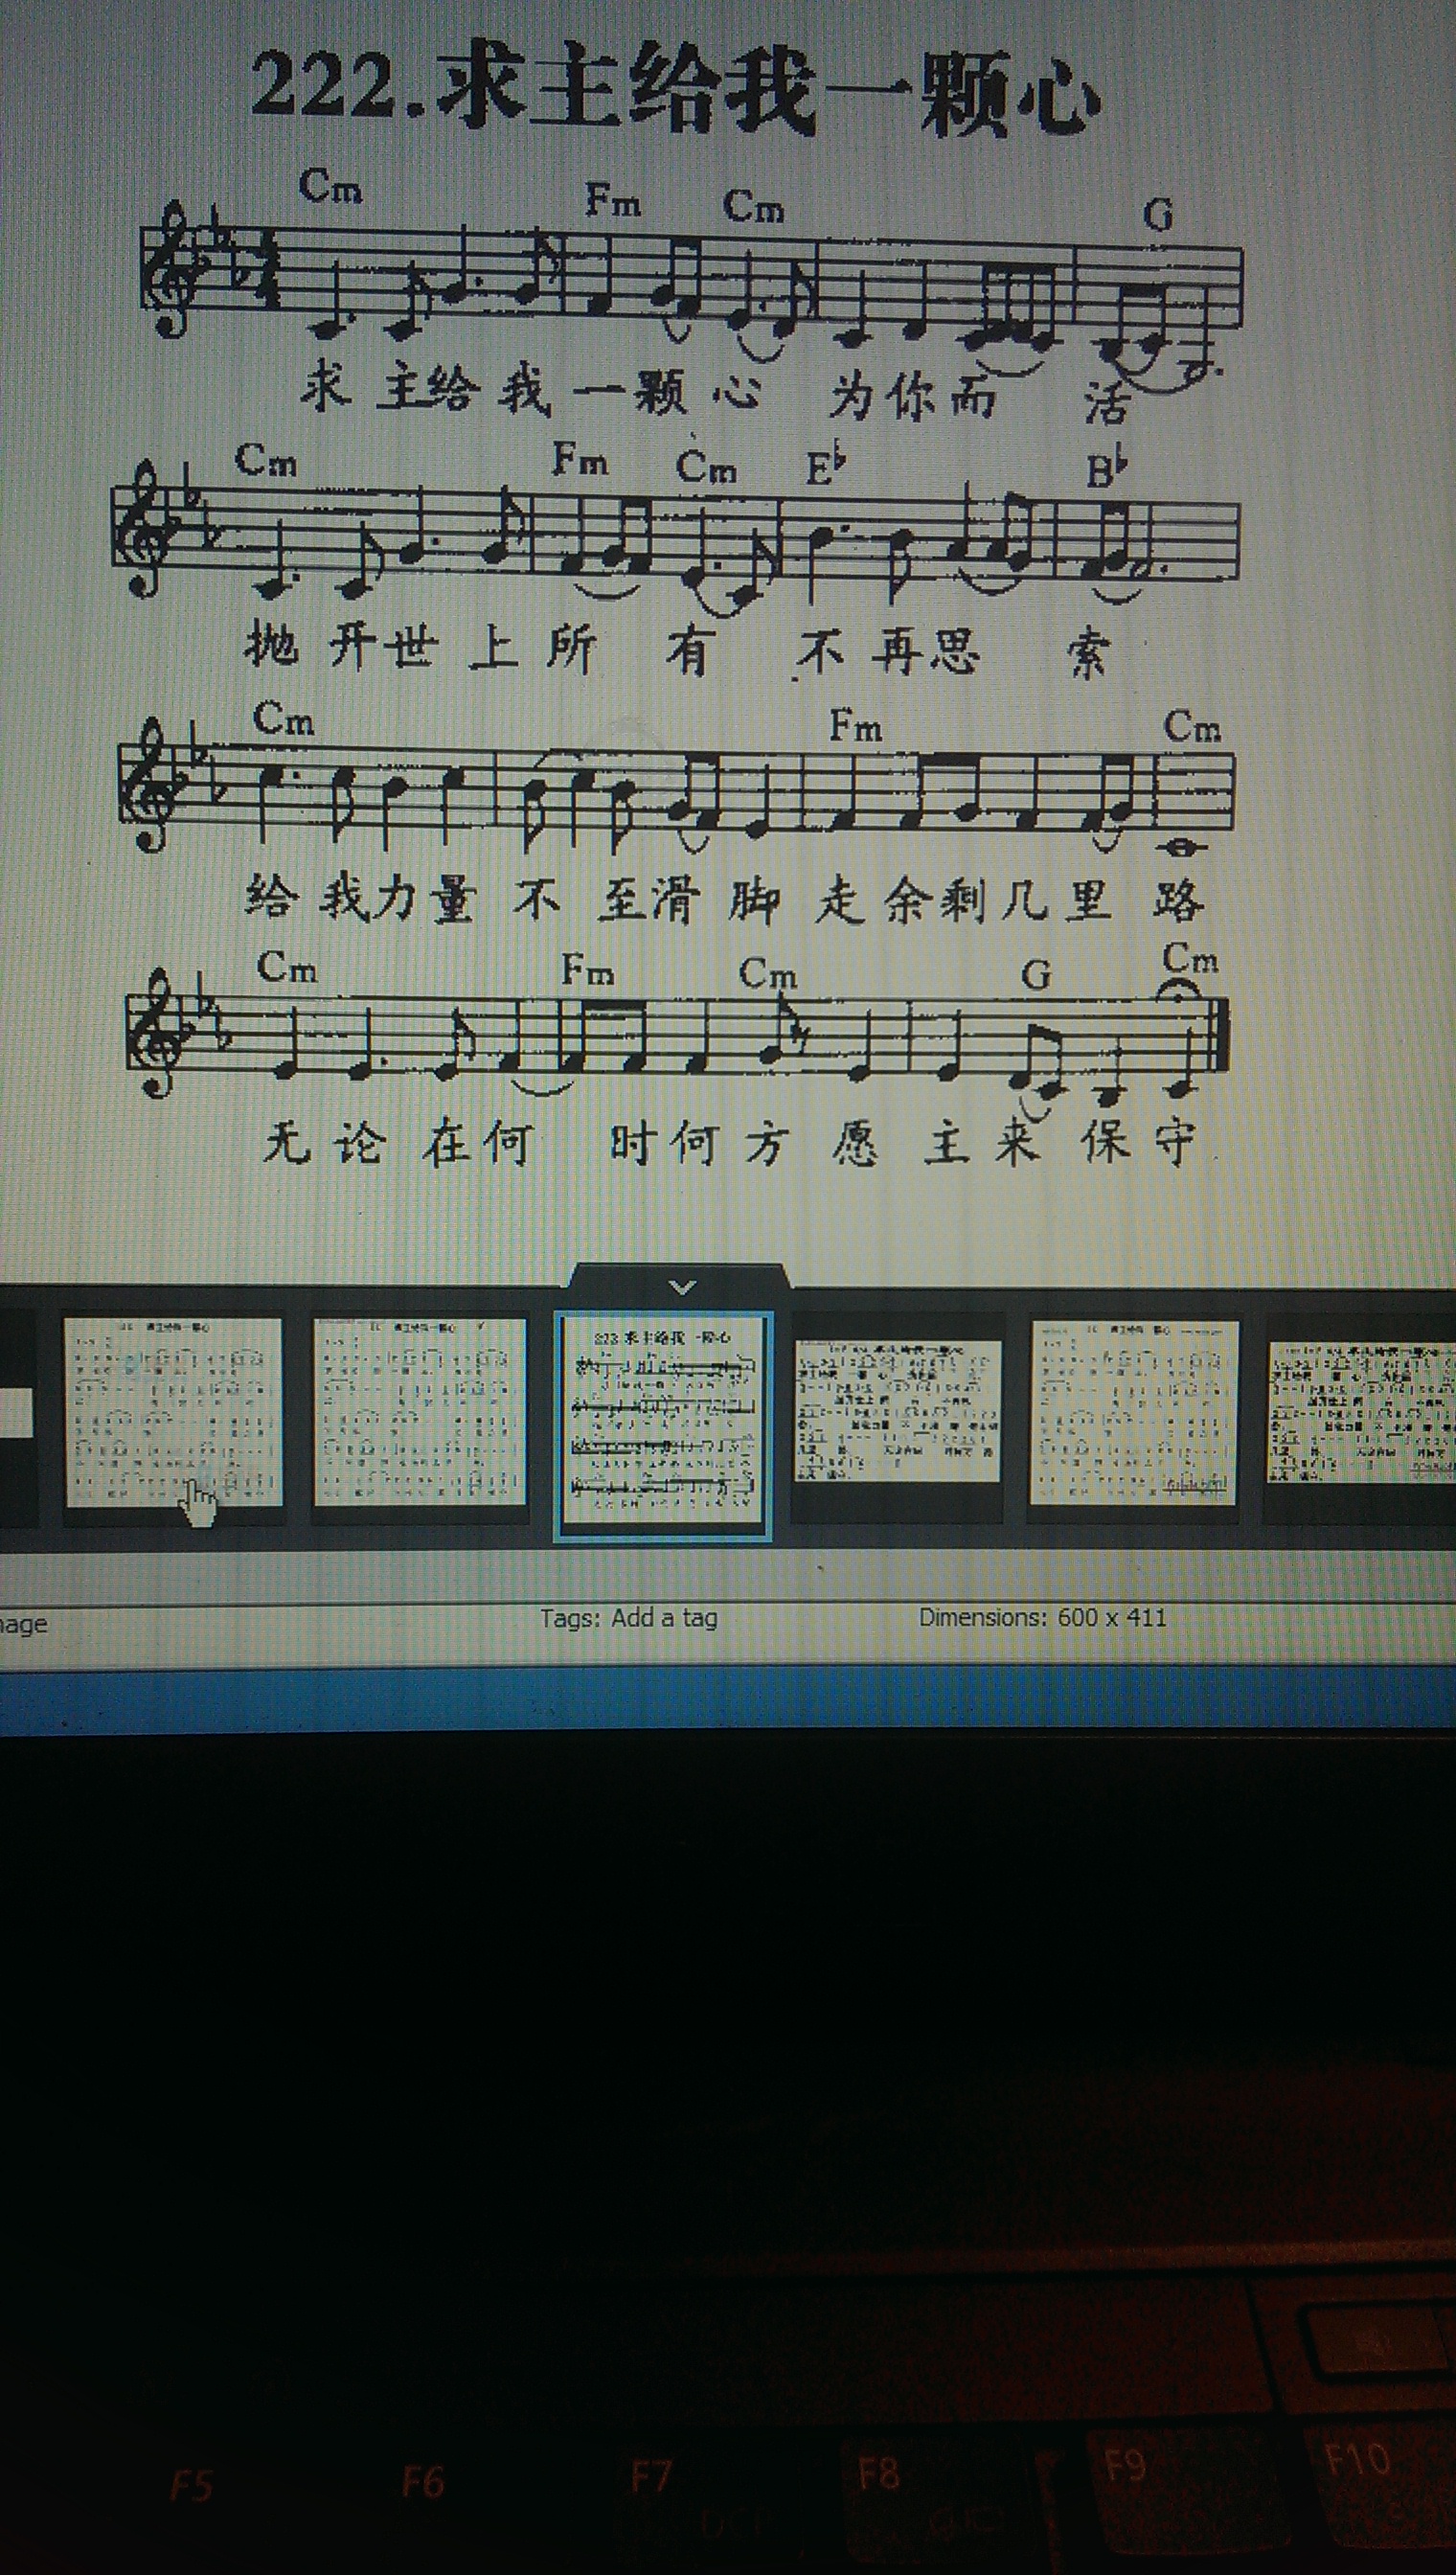 222.求主给我一颗心
Cm Fm Cm G
求 主给 我 一颗 心 为你而 活
Cm Fm Cm E♭ B♭
抛 开世 上 所 有 不 再思 索
Cm Fm Cm
给 我力量 不 至滑 脚 走 余剩几里 路
Cm Fm Cm G Cm
无 论 在何 时何 方 愿 主 来 保 守
求主给我一颗心
Tags: Add a tag Dimensions: 600 x 411
F5 F6 F7 F8 F9 F10